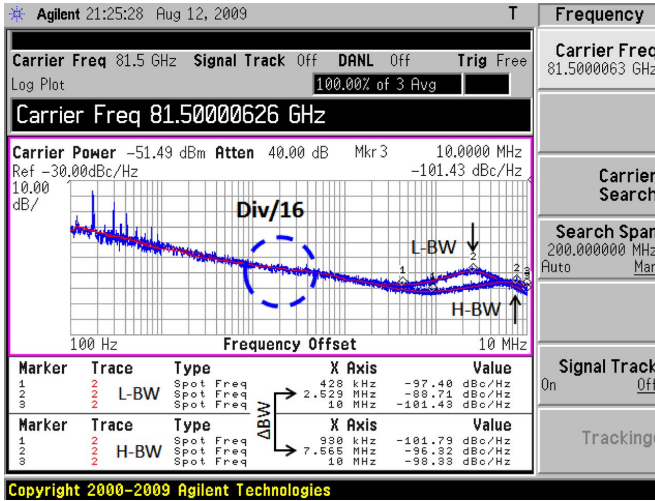 Agilent 21:25:28 Aug 12, 2009 T Frequency
Carrier Freq 81.5 GHz Signal Track Off DANL Off Trig Free
Log Plot 100.00% of 3 Avg
Carrier Freq 81.50000626 GHz
Carrier Power -51.49 dBm Atten 40.00 dB Mkr3 10.0000 MHz
Ref -30.00dBc/Hz -101.43 dBc/Hz
10.00
dB/
Div/16
L-BW
2
1
1
2
3
H-BW
100 Hz Frequency Offset 10 MHz
Marker Trace Type X Axis Value
1 2 Spot Freq 428 kHz -97.40 dBc/Hz
2 2 Spot Freq 2.529 MHz -88.71 dBc/Hz
3 2 Spot Freq 10 MHz -101.43 dBc/Hz
L-BW
ΔBW
Marker Trace Type X Axis Value
1 2 Spot Freq 930 kHz -101.79 dBc/Hz
2 2 Spot Freq 7.565 MHz -96.32 dBc/Hz
3 2 Spot Freq 10 MHz -98.33 dBc/Hz
H-BW
Carrier Freq
81.5000063 GHz
Carrier
Search
Search Span
200.000000 MHz
Auto Man
Signal Track
On Off
Tracking
Copyright 2000-2009 Agilent Technologies